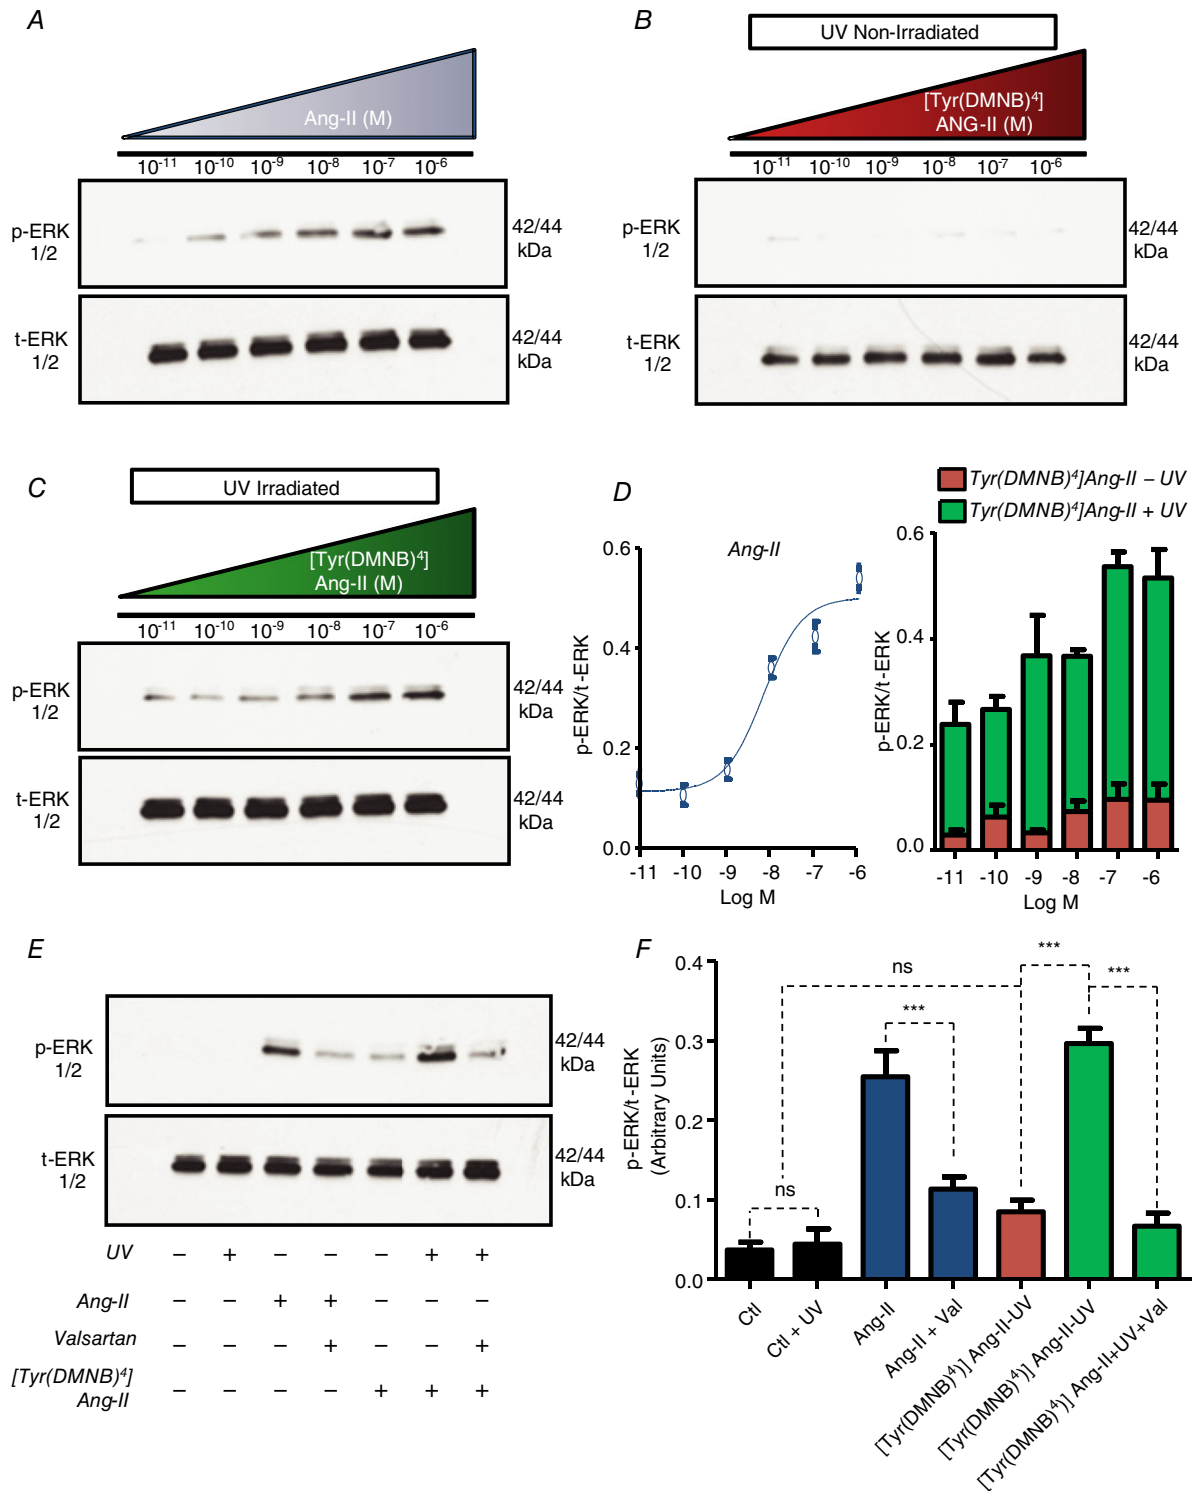 A
Ang-II (M)
10-11 10-10 10-9 10-8 10-7 10-6
p-ERK
1/2
42/44
kDa
t-ERK
1/2
42/44
kDa
B
UV Non-Irradiated
[Tyr(DMNB)4]
ANG-II (M)
10-11 10-10 10-9 10-8 10-7 10-6
p-ERK
1/2
42/44
kDa
t-ERK
1/2
42/44
kDa
C
UV Irradiated
[Tyr(DMNB)4]
Ang-II (M)
10-11 10-10 10-9 10-8 10-7 10-6
p-ERK
1/2
42/44
kDa
t-ERK
1/2
42/44
kDa
D
Ang-II
p-ERK/t-ERK
0.6
0.4
0.2
0.0
-11 -10 -9 -8 -7 -6
Log M
Tyr(DMNB)4]Ang-II – UV
Tyr(DMNB)4]Ang-II + UV
p-ERK/t-ERK
0.6
0.4
0.2
0.0
-11 -10 -9 -8 -7 -6
Log M
E
p-ERK
1/2
42/44
kDa
t-ERK
1/2
42/44
kDa
UV – + – – – + +
Ang-II – – + + – – –
Valsartan – – – + – – +
[Tyr(DMNB)4]
Ang-II – – – – + + +
F
p-ERK/t-ERK
(Arbitrary Units)
0.4
0.3
0.2
0.1
0.0
ns
ns
***
***
***
Ctl
Ctl + UV
Ang-II
Ang-II + Val
[Tyr(DMNB)4)] Ang-II-UV
[Tyr(DMNB)4)] Ang-II-UV
[Tyr(DMNB)4)] Ang-II+UV+Val